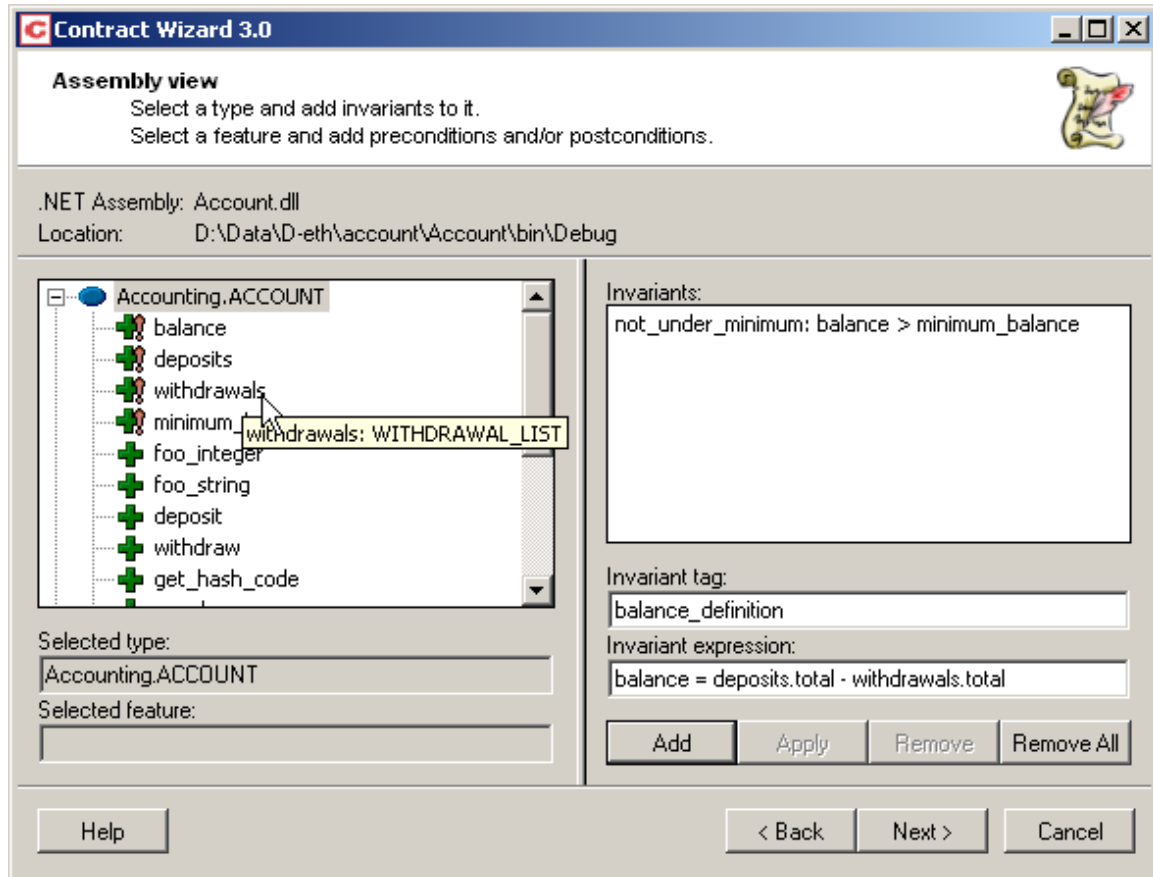 Contract Wizard 3.0
Assembly view
Select a type and add invariants to it.
Select a feature and add preconditions and/or postconditions.
.NET Assembly: Account.dll
Location: D:\Data\D-eth\account\Account\bin\Debug
Accounting.ACCOUNT
balance
deposits
withdrawals
minimum_
withdrawals: WITHDRAWAL_LIST
foo_integer
foo_string
deposit
withdraw
get_hash_code
Selected type:
Accounting.ACCOUNT
Selected feature:
Invariants:
not_under_minimum: balance > minimum_balance
Invariant tag:
balance_definition
Invariant expression:
balance = deposits.total - withdrawals.total
Add Apply Remove Remove All
Help < Back Next > Cancel